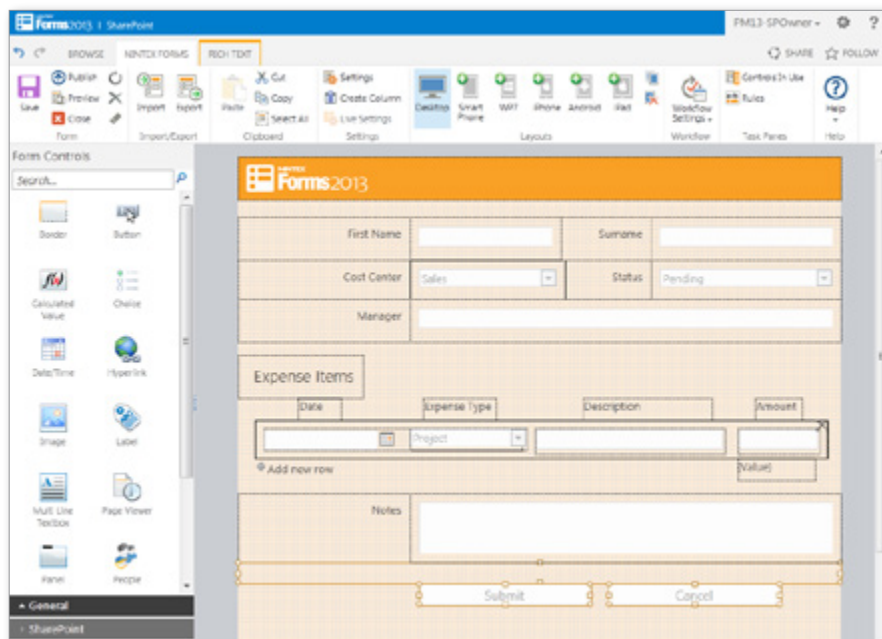 Forms2013 | SharePoint
PM13-SPOwner
?
BROWSE NINTEX FORMS RICH TEXT
SHARE FOLLOW
Save
Publish
Preview
Close
Form
Import Export
Import/Export
Paste
Cut
Copy
Select All
Clipboard
Settings
Create Column
Live Settings
Settings
Desktop Smart Phone WP7 iPhone Android iPad
Layouts
Workflow Settings
Workflow
Controls In Use
Rules
Task Panes
Help
Help
Form Controls
Search...
Border Button
Calculated Value Choice
Date/Time Hyperlink
Image Label
Multi Line Textbox Page Viewer
Panel People
General
SharePoint
NINTEX
Forms2013
First Name Surname
Cost Center Sales Status Pending
Manager
Expense Items
Date Expense Type Description Amount
Project
Add new row
(Value)
Notes
Submit Cancel